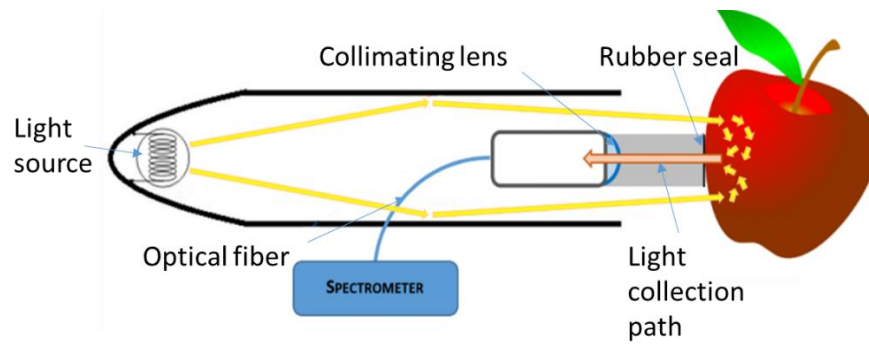 Collimating lens
Rubber seal
Light
source
Optical fiber
SPECTROMETER
Light
collection
path